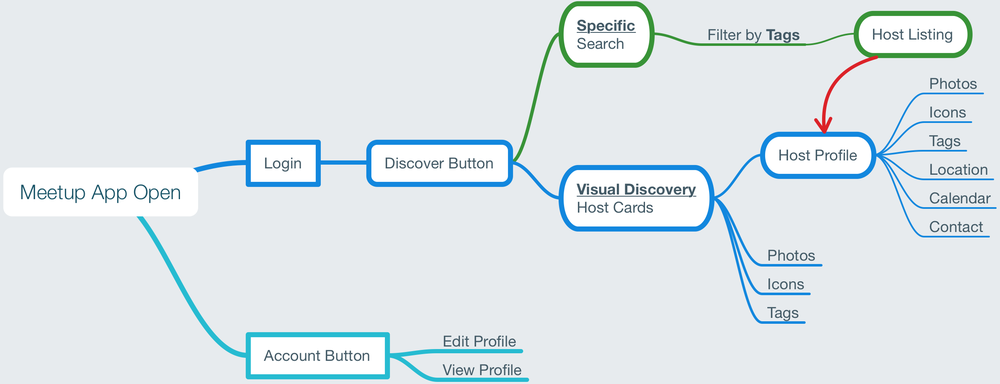 Specific
Search
Filter by Tags
Host Listing
Photos
Icons
Tags
Location
Calendar
Contact
Host Profile
Login
Discover Button
Meetup App Open
Visual Discovery
Host Cards
Photos
Icons
Tags
Account Button
Edit Profile
View Profile